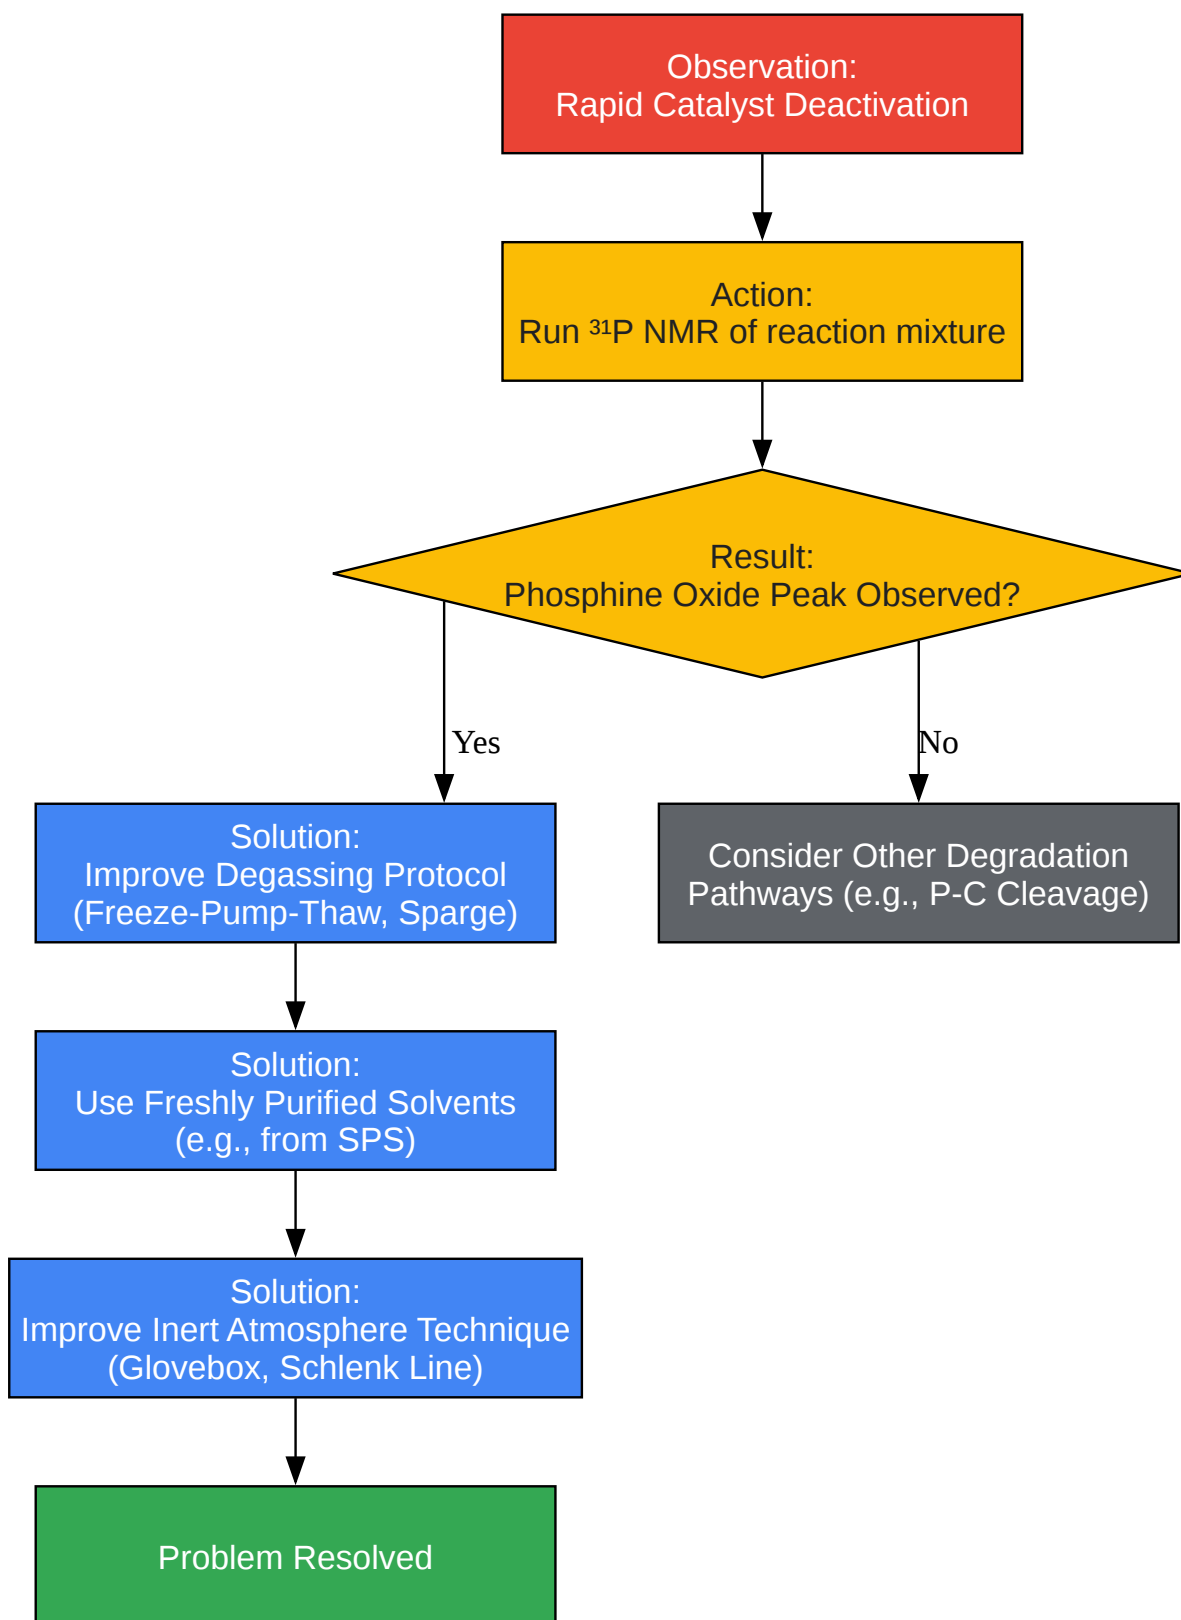 Observation:
Rapid Catalyst Deactivation
Action:
Run ³¹P NMR of reaction mixture
Result:
Phosphine Oxide Peak Observed?
Yes
No
Solution:
Improve Degassing Protocol
(Freeze-Pump-Thaw, Sparge)
Consider Other Degradation
Pathways (e.g., P-C Cleavage)
Solution:
Use Freshly Purified Solvents
(e.g., from SPS)
Solution:
Improve Inert Atmosphere Technique
(Glovebox, Schlenk Line)
Problem Resolved